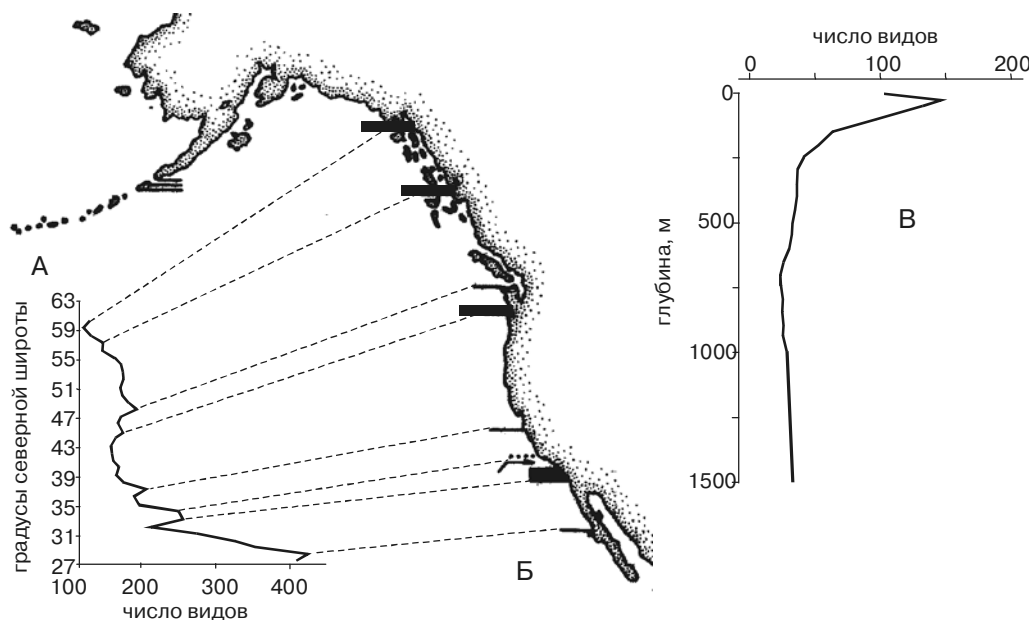 А
градусы северной широты
63
59
55
51
47
43
39
35
31
27
100 200 300 400
число видов
Б
число видов
0 100 200
0
500
1000
1500
глубина, м
В